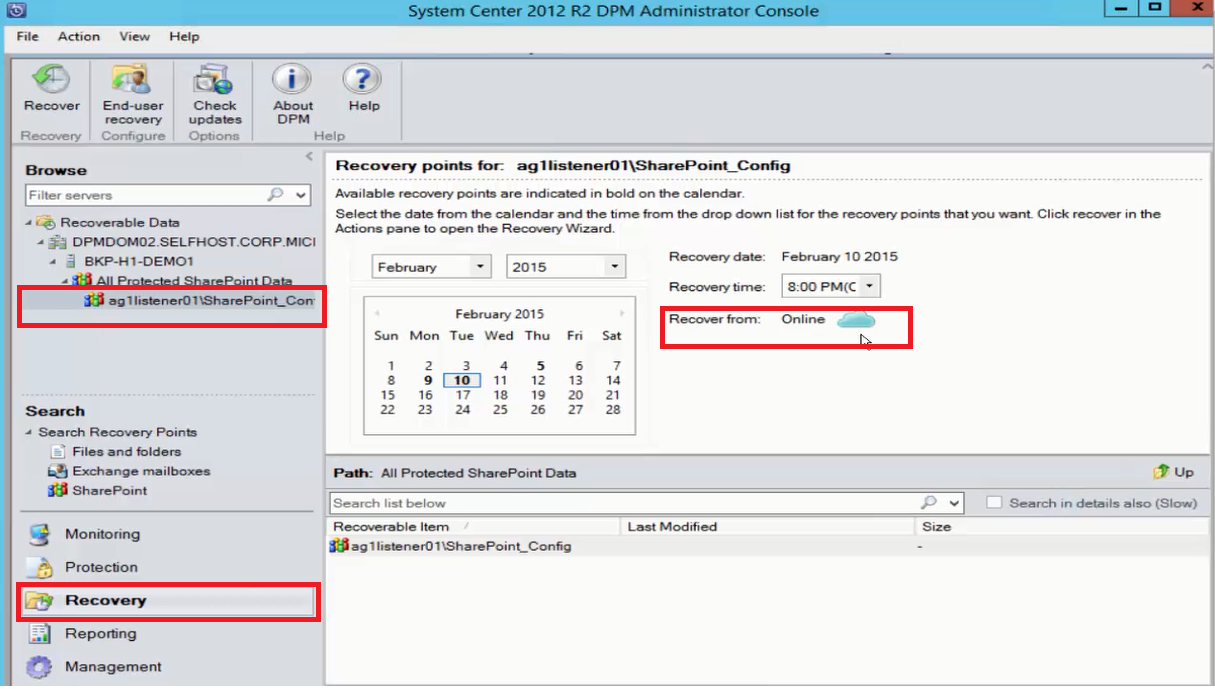 System Center 2012 R2 DPM Administrator Console
File Action View Help
Recover End-user recovery Check updates About DPM Help
Recovery Configure Options Help
Browse
Filter servers
Recoverable Data
DPMDOM02.SELFHOST.CORP.MICI
BKP-H1-DEMO1
All Protected SharePoint Data
ag1listener01\SharePoint_Con
Search
Search Recovery Points
Files and folders
Exchange mailboxes
SharePoint
Monitoring
Protection
Recovery
Reporting
Management
Recovery points for: ag1listener01\SharePoint_Config
Available recovery points are indicated in bold on the calendar.
Select the date from the calendar and the time from the drop down list for the recovery points that you want. Click recover in the
Actions pane to open the Recovery Wizard.
February 2015
February 2015
Sun Mon Tue Wed Thu Fri Sat
1 2 3 4 5 6 7
8 9 10 11 12 13 14
15 16 17 18 19 20 21
22 23 24 25 26 27 28
Recovery date: February 10 2015
Recovery time: 8:00 PM(C
Recover from: Online
Path: All Protected SharePoint Data
Up
Search list below
Search in details also (Slow)
Recoverable Item Last Modified Size
ag1listener01\SharePoint_Config -